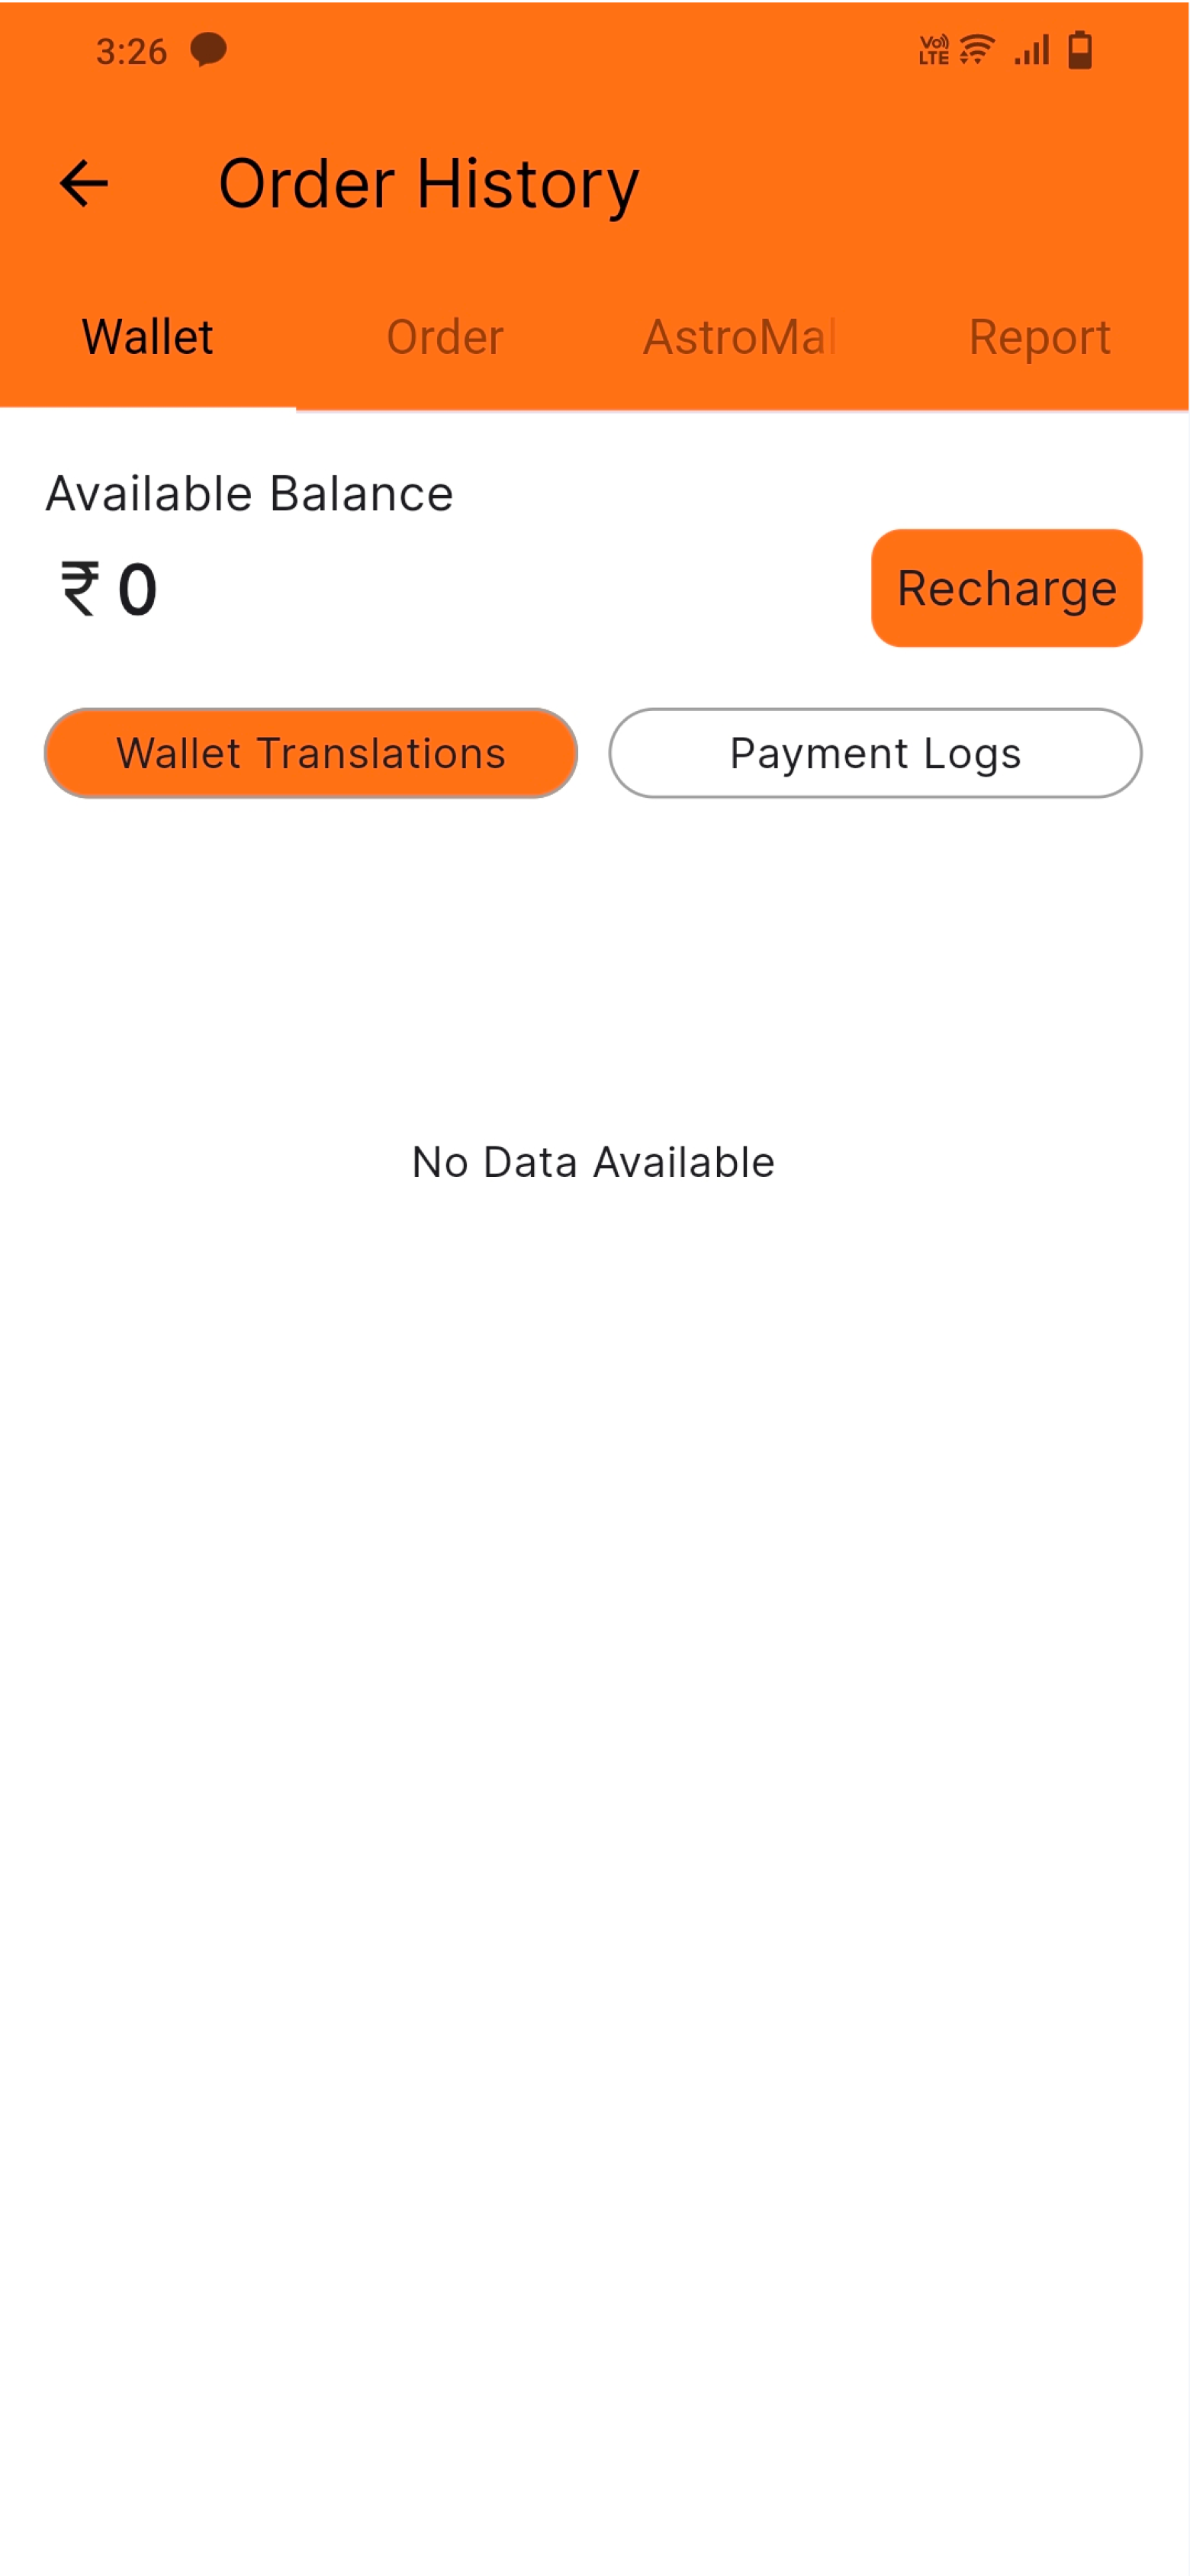 3:26 Vo)) LTE
Order History
Wallet Order AstroMal Report
Available Balance
₹ 0 Recharge
Wallet Translations Payment Logs
No Data Available